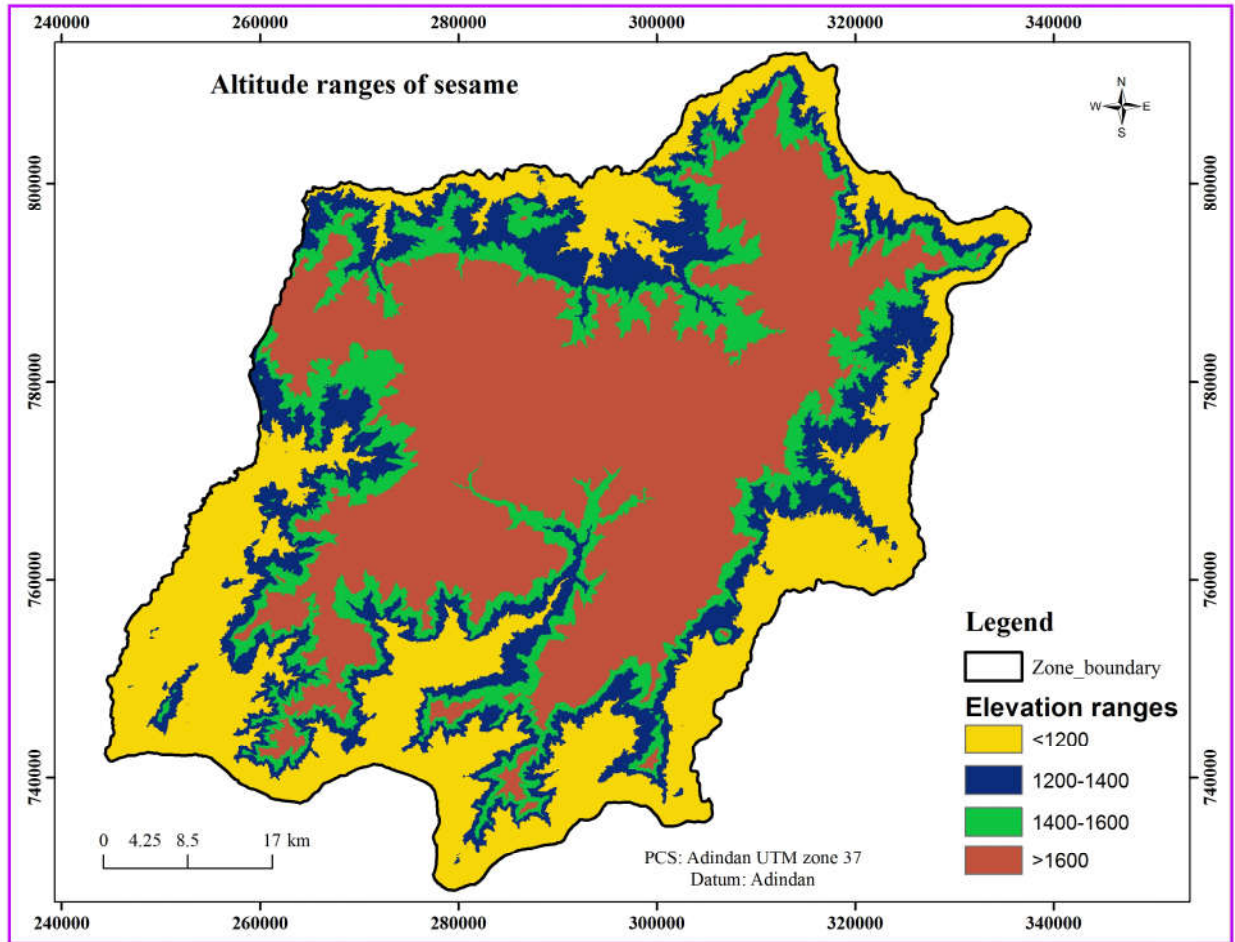 240000 260000 280000 300000 320000 340000
Altitude ranges of sesame
N
W E
S
800000 800000
780000 780000
760000 760000
740000 740000
Legend
Zone_boundary
Elevation ranges
<1200
1200-1400
1400-1600
>1600
0 4.25 8.5 17 km
PCS: Adindan UTM zone 37
Datum: Adindan
240000 260000 280000 300000 320000 340000